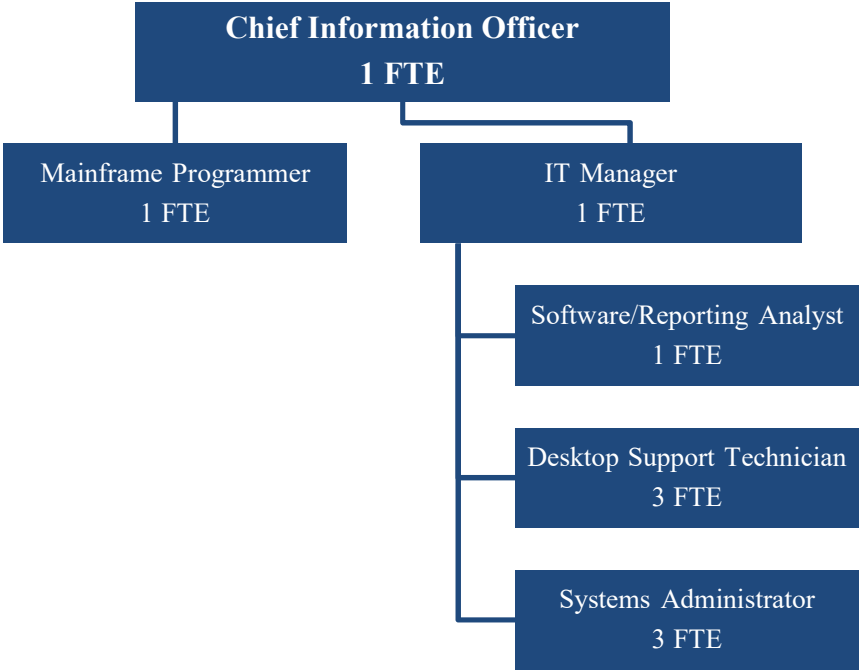 Chief Information Officer
1 FTE
Mainframe Programmer
1 FTE
IT Manager
1 FTE
Software/Reporting Analyst
1 FTE
Desktop Support Technician
3 FTE
Systems Administrator
3 FTE